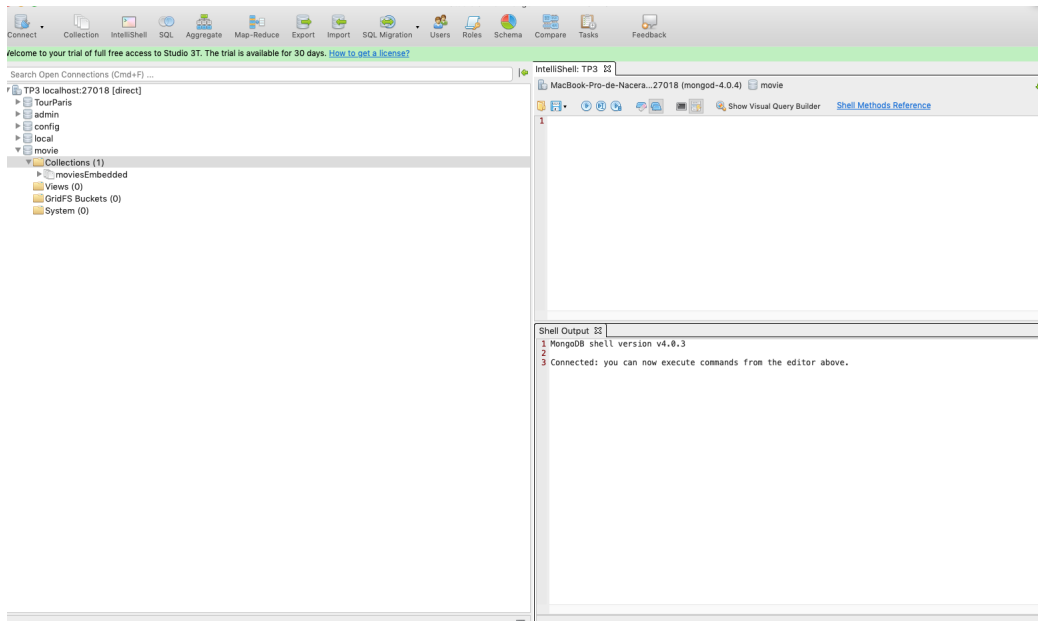 Connect Collection IntelliShell SQL Aggregate Map-Reduce Export Import SQL Migration Users Roles Schema Compare Tasks Feedback
Welcome to your trial of full free access to Studio 3T. The trial is available for 30 days. How to get a license?
Search Open Connections (Cmd+F) ...
TP3 localhost:27018 [direct]
TourParis
admin
config
local
movie
Collections (1)
moviesEmbedded
Views (0)
GridFS Buckets (0)
System (0)
IntelliShell: TP3
MacBook-Pro-de-Nacera...27018 (mongod-4.0.4) movie
Show Visual Query Builder Shell Methods Reference
1
Shell Output
1 MongoDB shell version v4.0.3
2
3 Connected: you can now execute commands from the editor above.